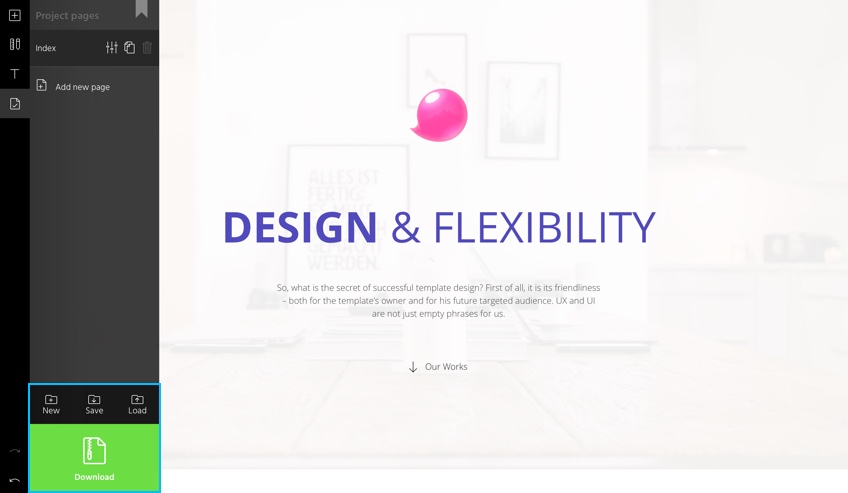 Project pages
Index
Add new page
New
Save
Load
Download
ALLES IST
FERTIG:
WERDEN.
DESIGN & FLEXIBILITY
So, what is the secret of successful template design? First of all, it is its friendliness
– both for the template's owner and for his future targeted audience. UX and UI
are not just empty phrases for us.
Our Works